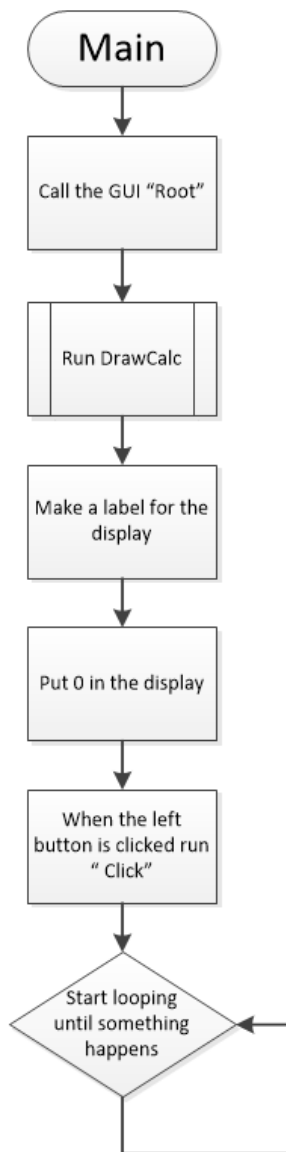 Main
Call the GUI “Root”
Run DrawCalc
Make a label for the
display
Put 0 in the display
When the left
button is clicked run
“ Click”
Start looping
until something
happens